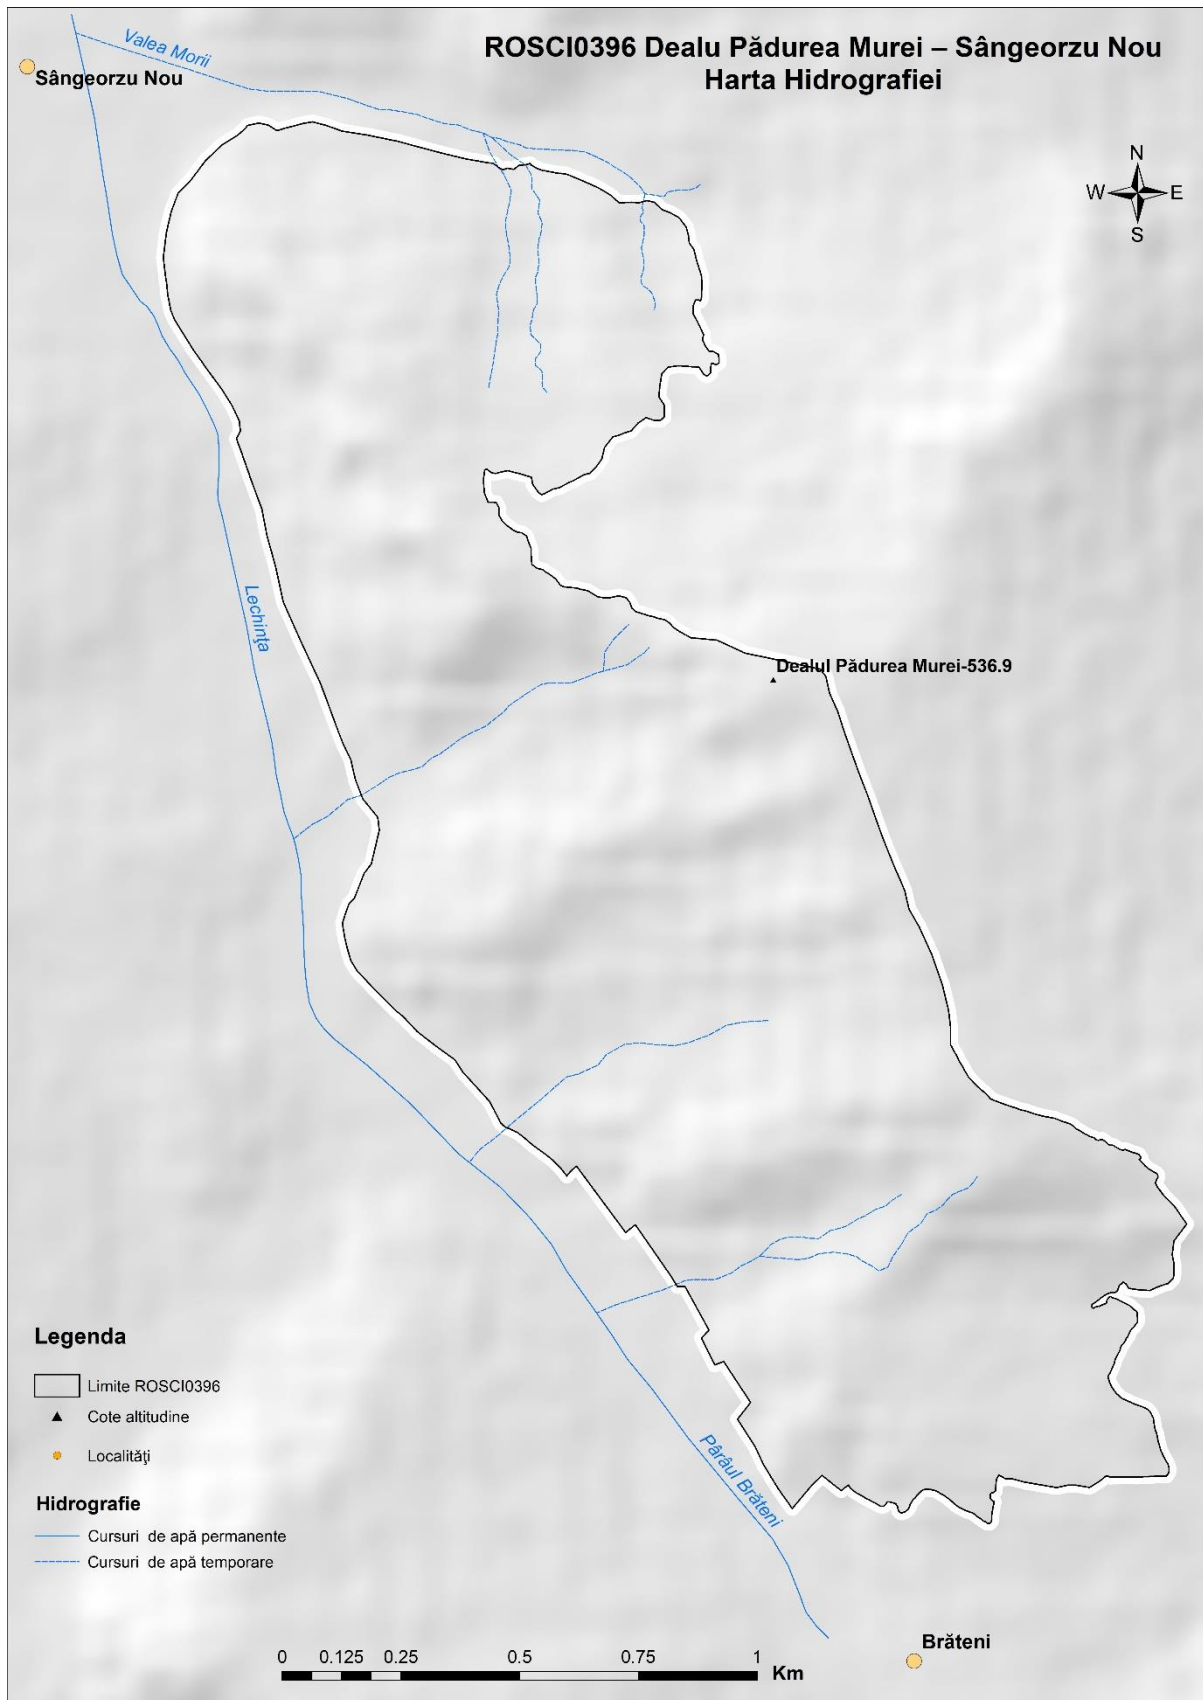 ROSCI0396 Dealu Pădurea Murei – Sângeorzu Nou
Harta Hidrografiei
Valea Morii
Sângeorzu Nou
N
W E
S
Lechinţa
Dealul Pădurea Murei-536.9
Pârâul Brăteni
Brăteni
Legenda
Limite ROSCI0396
Cote altitudine
Localităţi
Hidrografie
Cursuri de apă permanente
Cursuri de apă temporare
0 0.125 0.25 0.5 0.75 1
Km